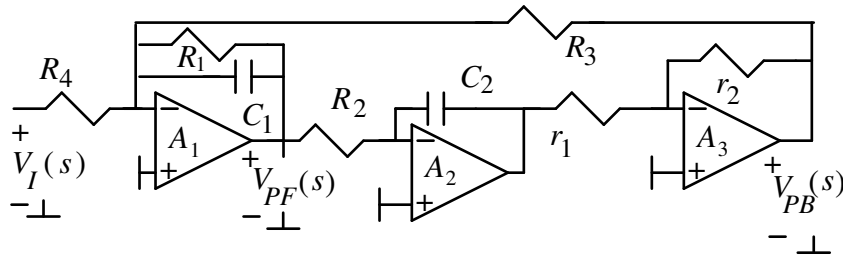 R₃
R₁
R₄
C₂
r₂
R₂
C₁
r₁
− A₁ +
− A₂ +
− A₃ +
+ V_I(s) −
+ V_PF(s) −
+ V_PB(s) −